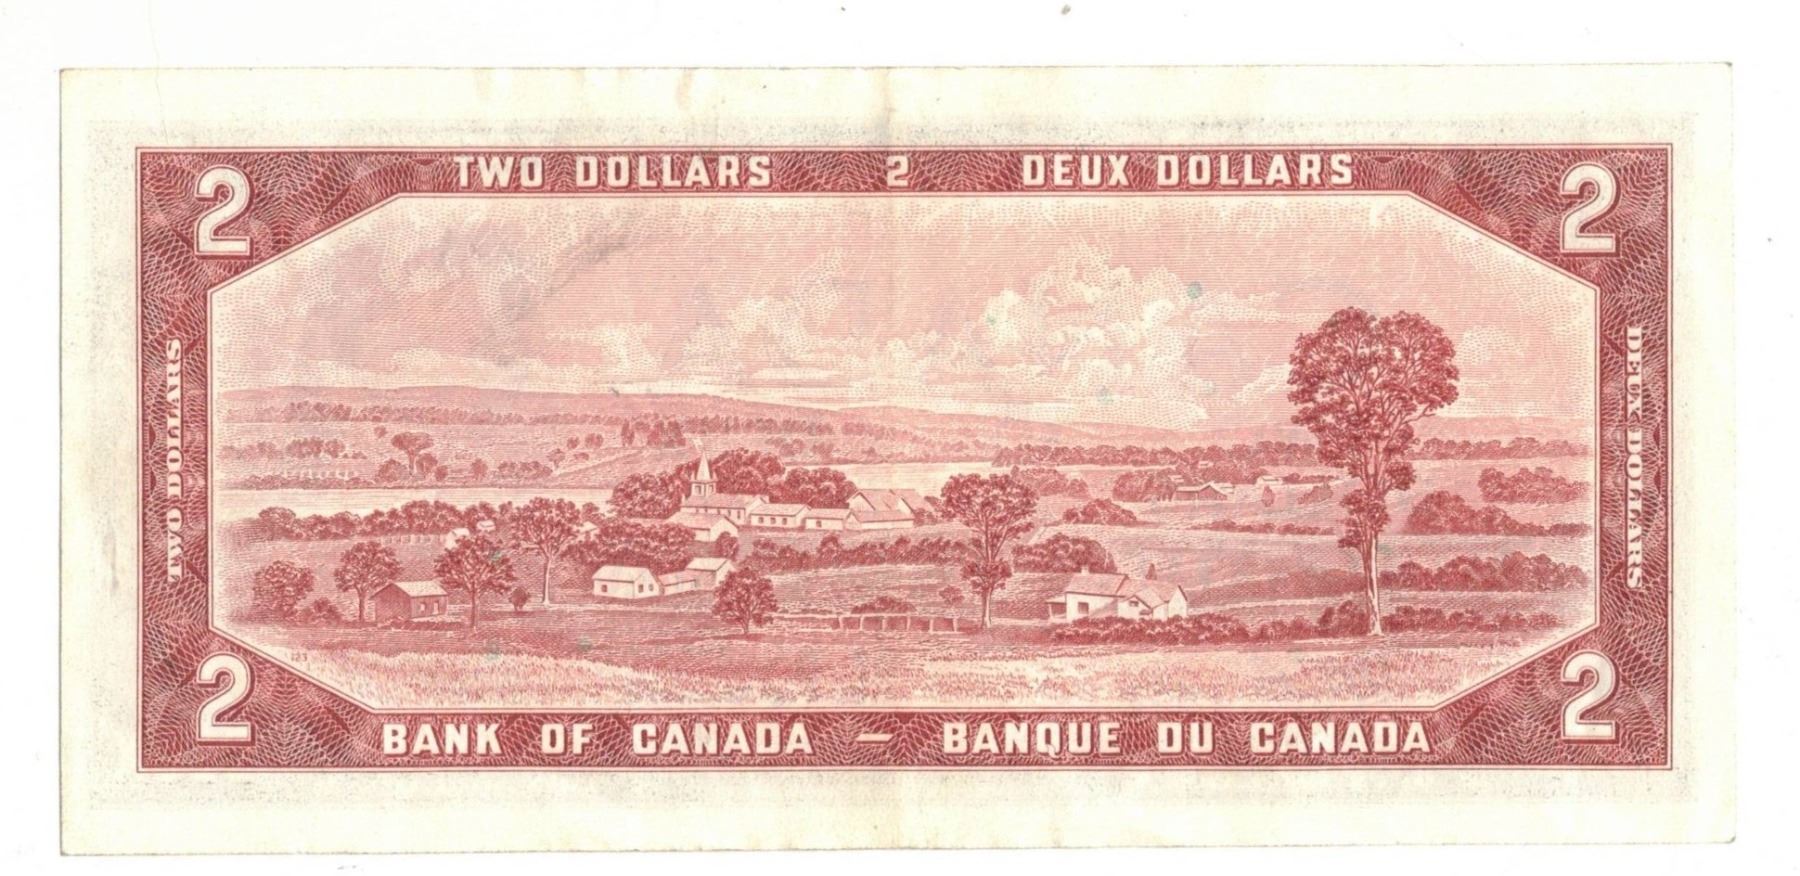 TWO DOLLARS 2 DEUX DOLLARS
2 2
TWO DOLLARS
DEUX DOLLARS
123
2 2
BANK OF CANADA — BANQUE DU CANADA